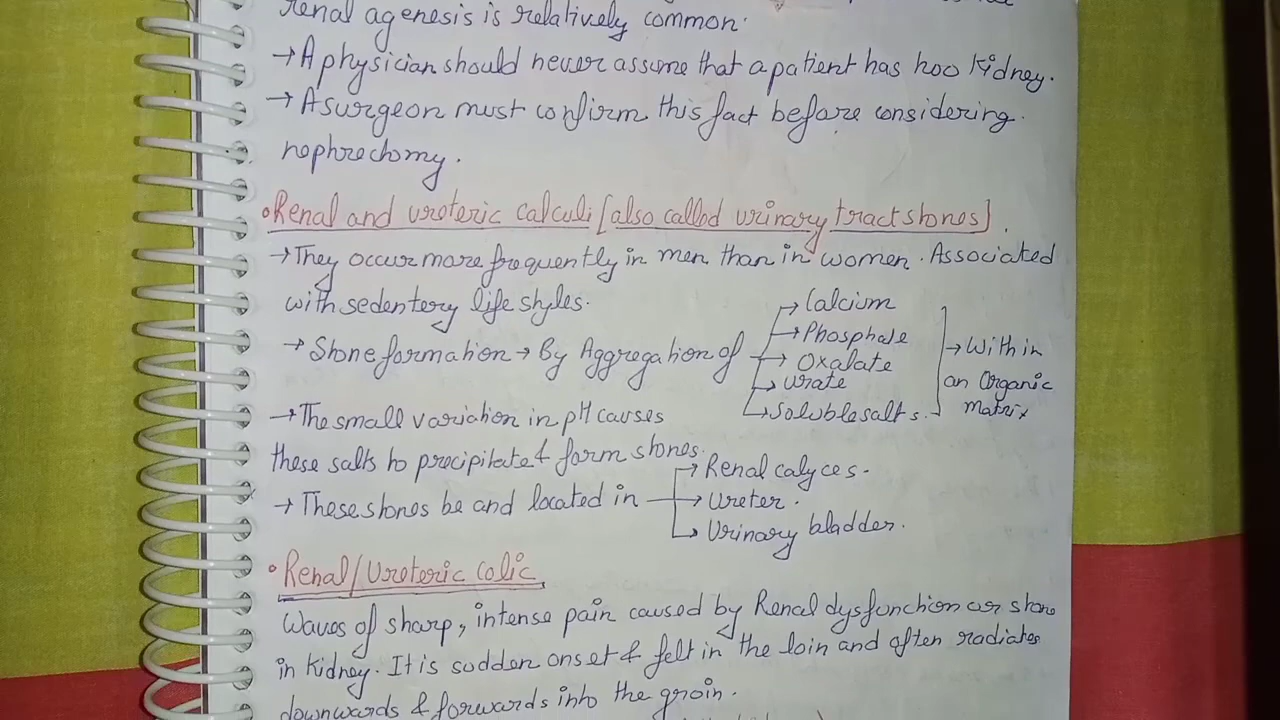 renal agenesis is relatively common.
→ A physician should never assume that a patient has hoo Kidney.
→ A surgeon must confirm this fact before considering.
nephrectomy.
• Renal and ureteric calculi [also called urinary tract stones].
→ They occur more frequently in men than in women. Associated
with sedentery life styles.
→ Stone formation → By Aggregation of
→ Calcium
→ Phosphate
→ Oxalate
→ urate
→ Soluble salts.
→ Within
an Organic
matrix
→ The small variation in pH causes
these salts to precipitate & form stones.
→ These stones be and located in
→ Renal calyces.
→ Ureter.
→ Urinary bladder.
• Renal/Ureteric colic
Waves of sharp, intense pain caused by Renal dysfunction or stone
in Kidney. It is sudden onset & felt in the loin and often radiates
downwards & forwards into the groin.